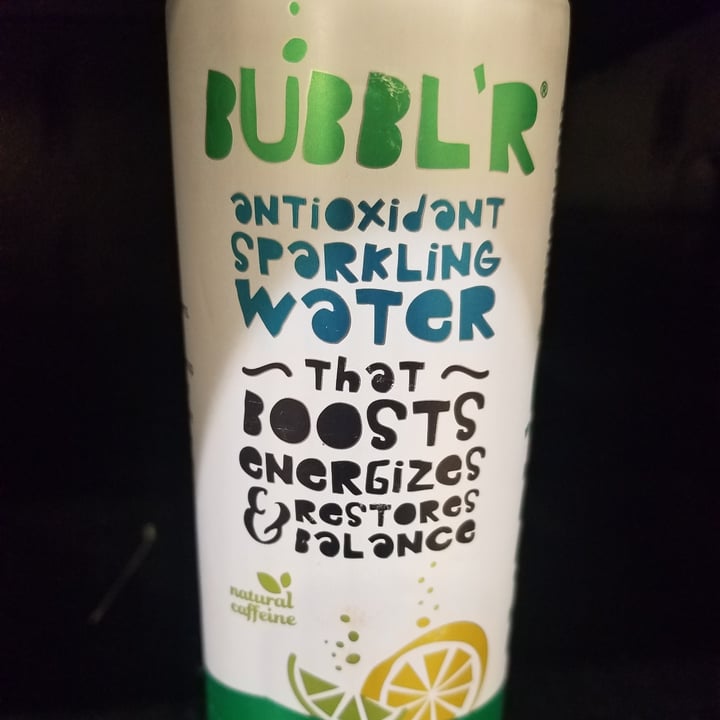 BUBBL'R®
antioxidant
sparkling
water
~ that ~
boosts
energizes
& restores
balance
natural
caffeine